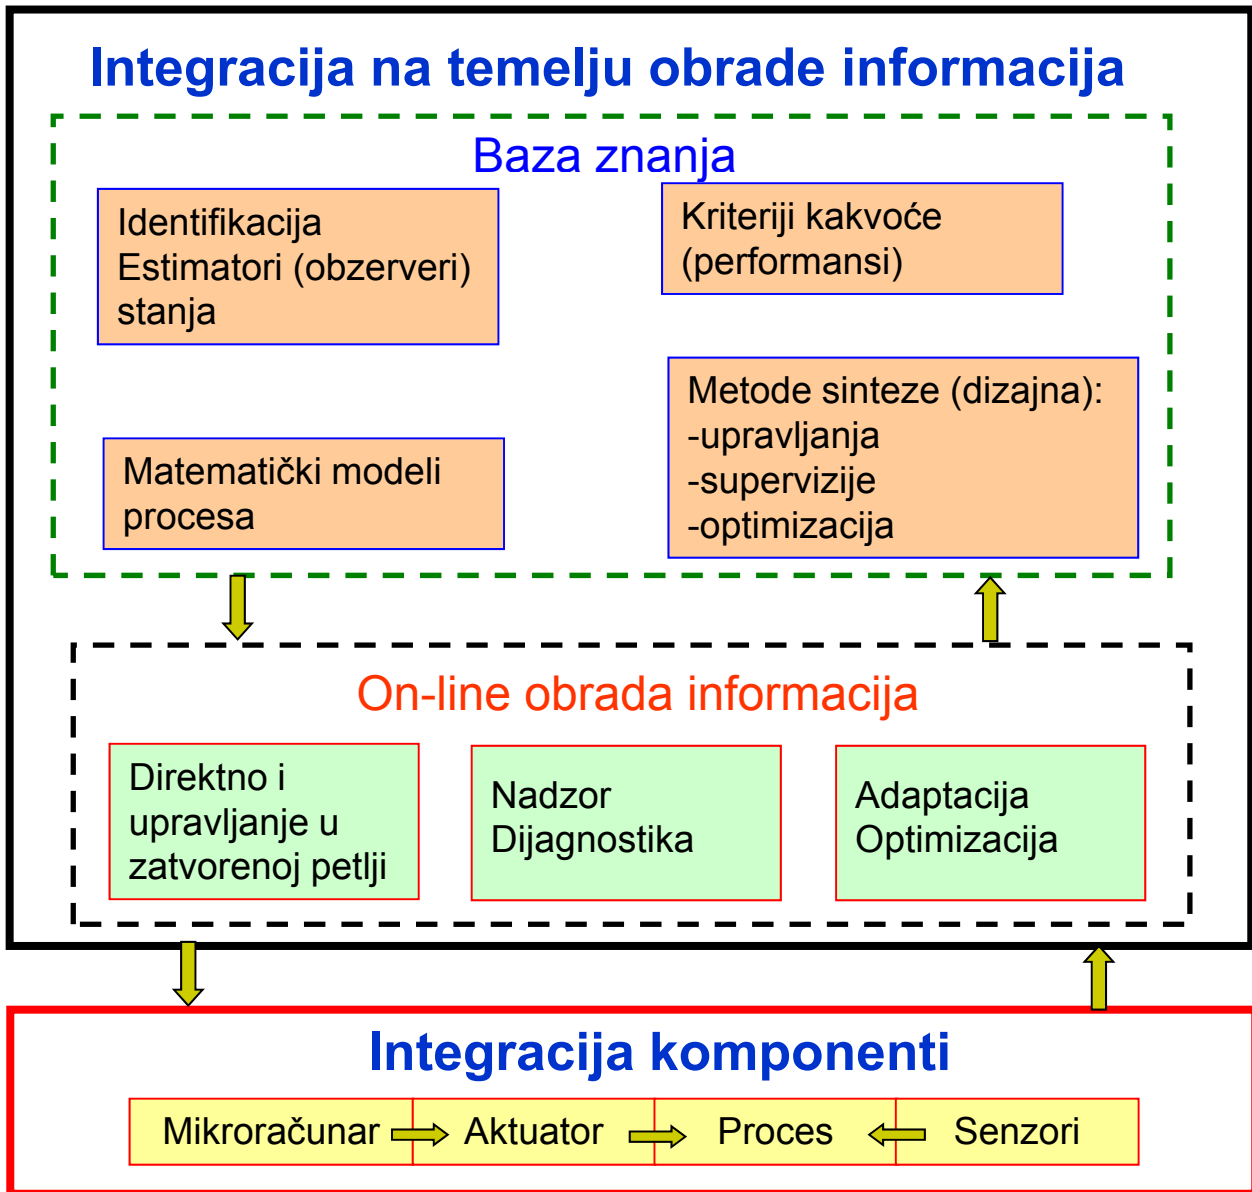 Integracija na temelju obrade informacija
Baza znanja
Identifikacija
Estimatori (obzerveri)
stanja
Kriteriji kakvoće
(performansi)
Matematički modeli
procesa
Metode sinteze (dizajna):
-upravljanja
-supervizije
-optimizacija
On-line obrada informacija
Direktno i
upravljanje u
zatvorenoj petlji
Nadzor
Dijagnostika
Adaptacija
Optimizacija
Integracija komponenti
Mikroračunar Aktuator Proces Senzori